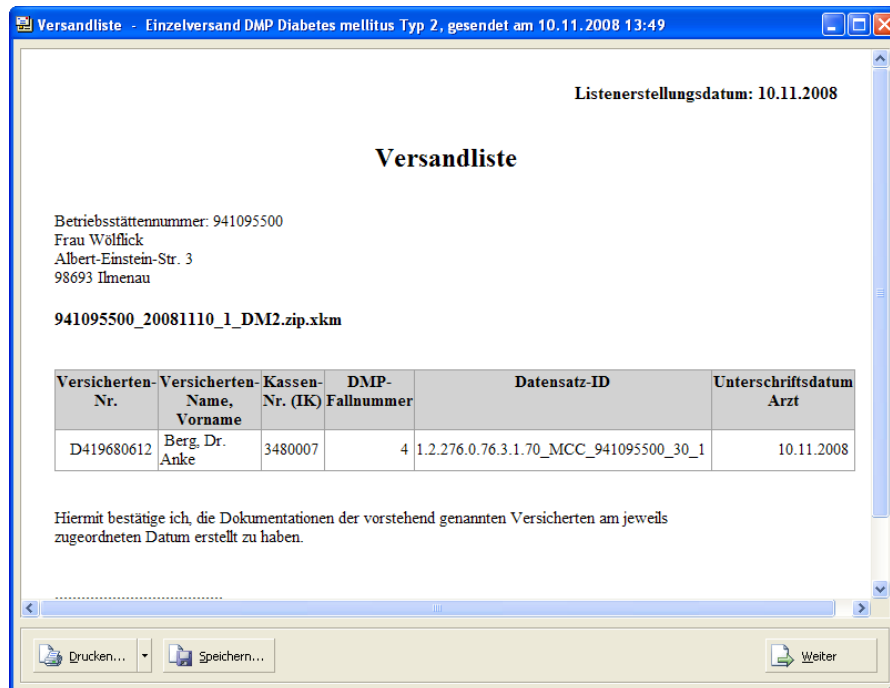 Versandliste - Einzelversand DMP Diabetes mellitus Typ 2, gesendet am 10.11.2008 13:49
Listenerstellungsdatum: 10.11.2008
Versandliste
Betriebsstättennummer: 941095500
Frau Wölflick
Albert-Einstein-Str. 3
98693 Ilmenau
941095500_20081110_1_DM2.zip.xkm
Versicherten-Nr. Versicherten-Name, Vorname Kassen-Nr. (IK) DMP-Fallnummer Datensatz-ID Unterschriftsdatum Arzt
D419680612 Berg, Dr. Anke 3480007 4 1.2.276.0.76.3.1.70_MCC_941095500_30_1 10.11.2008
Hiermit bestätige ich, die Dokumentationen der vorstehend genannten Versicherten am jeweils
zugeordneten Datum erstellt zu haben.
Drucken... Speichern... Weiter